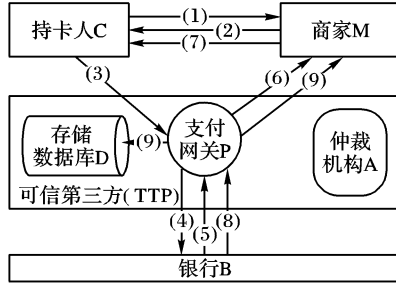 持卡人C
(1)
(2)
(7)
商家M
(3)
(6)
(9)
存储
数据库D
(9)
支付
网关P
仲裁
机构A
可信第三方( TTP)
(4)
(5)
(8)
银行B